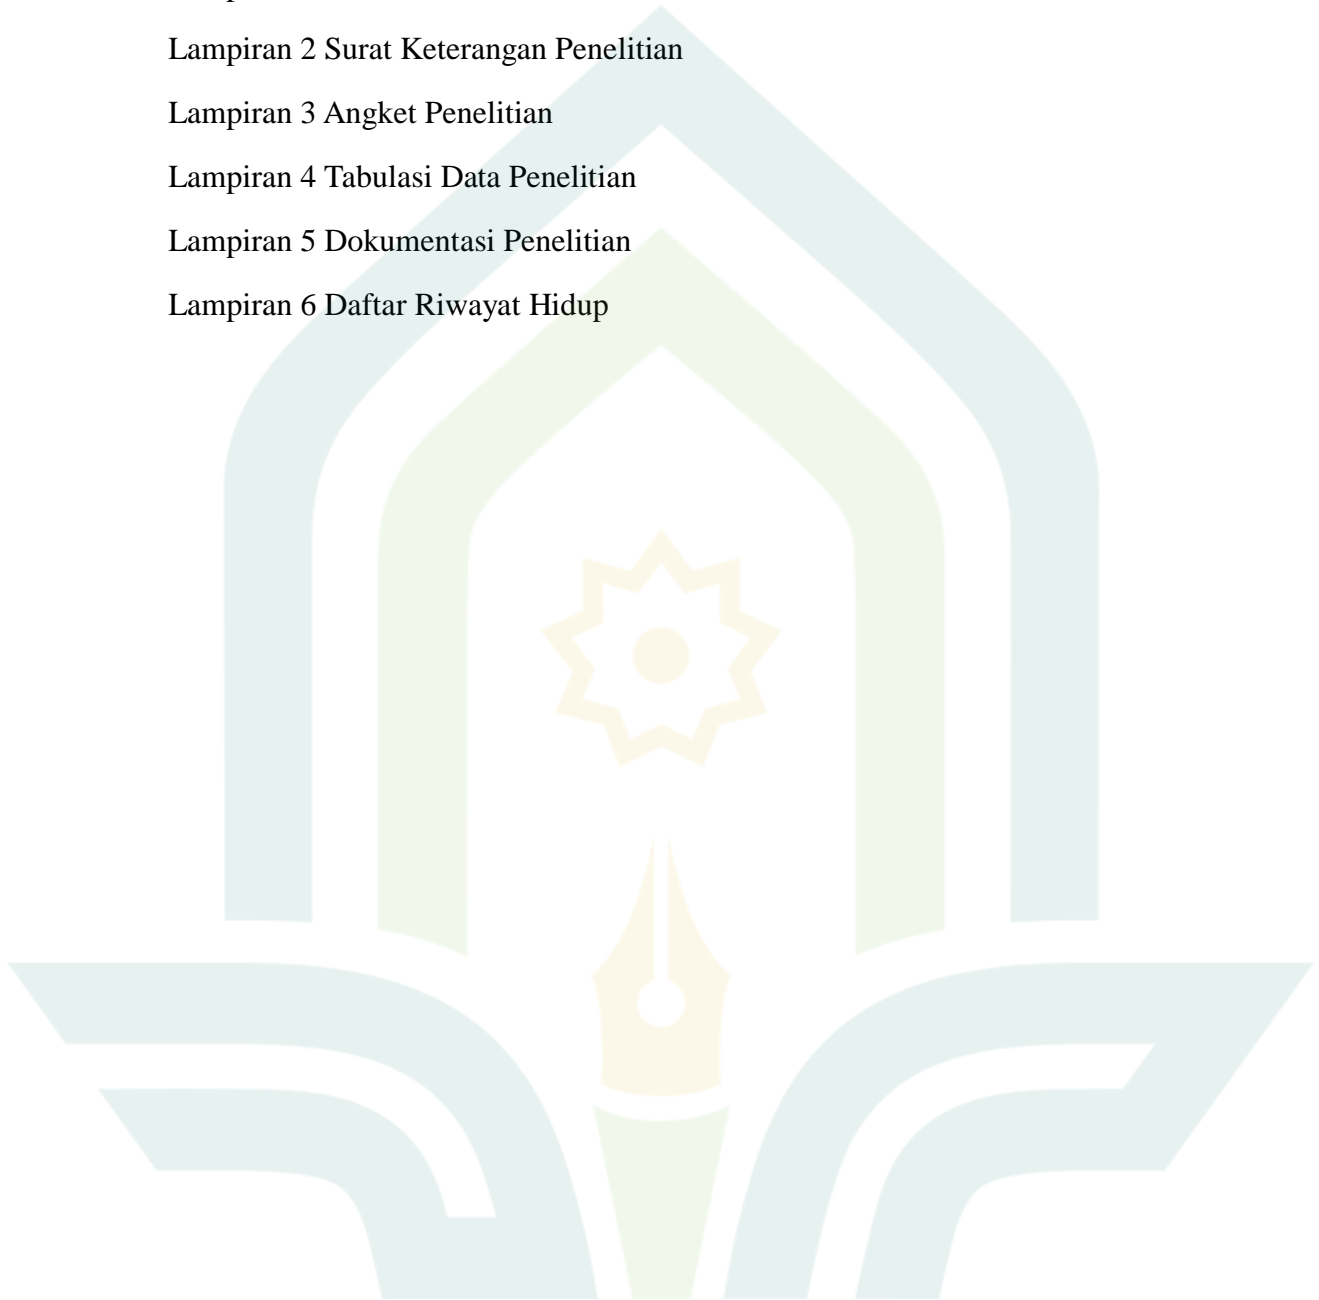 Lampiran 2 Surat Keterangan Penelitian
Lampiran 3 Angket Penelitian
Lampiran 4 Tabulasi Data Penelitian
Lampiran 5 Dokumentasi Penelitian
Lampiran 6 Daftar Riwayat Hidup